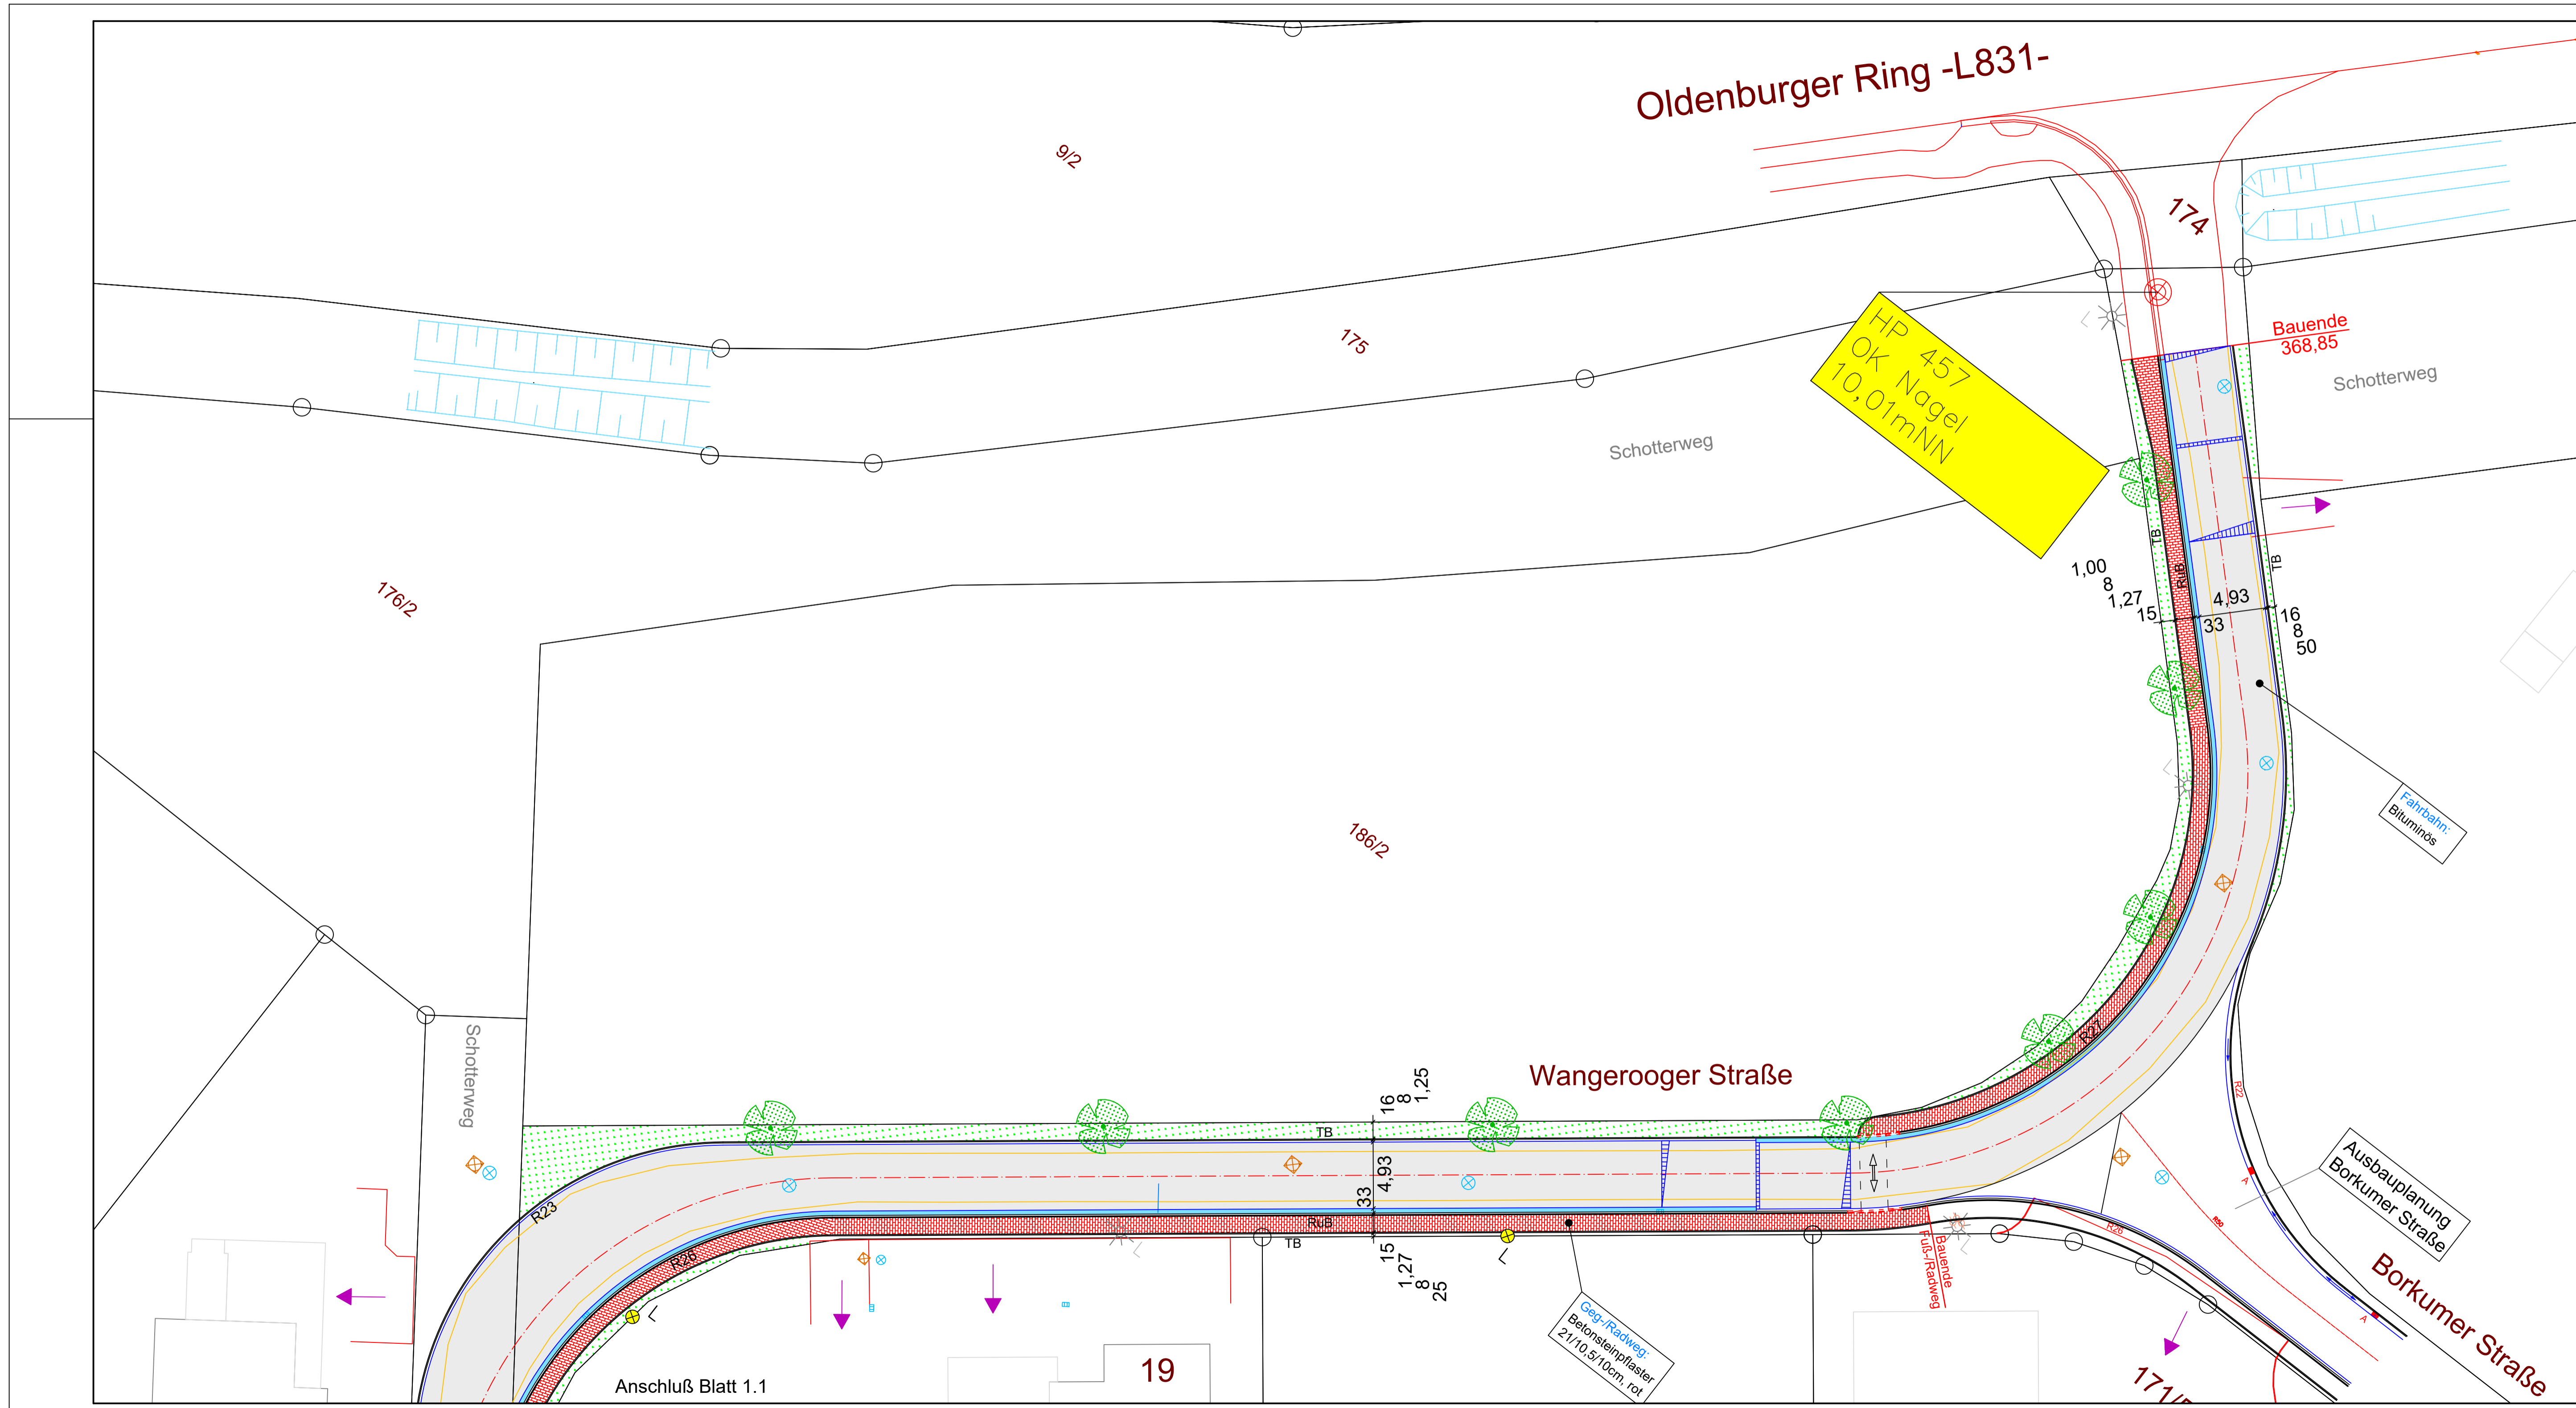 Oldenburger Ring -L831-
9/2
174
175
HP 457
OK Nagel
10,01mNN
Bauende
368,85
Schotterweg
Schotterweg
176/2
TB
RuB
TB
1,00
8
1,27
15
4,93
33
16
8
50
Fahrbahn:
Bituminös
186/2
Schotterweg
Wangerooger Straße
R27
R22
16
8
1,25
TB
4,93
33
RuB
TB
15
1,27
8
25
R23
R26
L
L
Bauende
Fuß-/Radweg
R20
R50
A
A
Ausbauplanung
Borkumer Straße
Borkumer Straße
Geg-/Radweg:
Betonsteinpflaster
21/10,5/10cm, rot
Anschluß Blatt 1.1
19